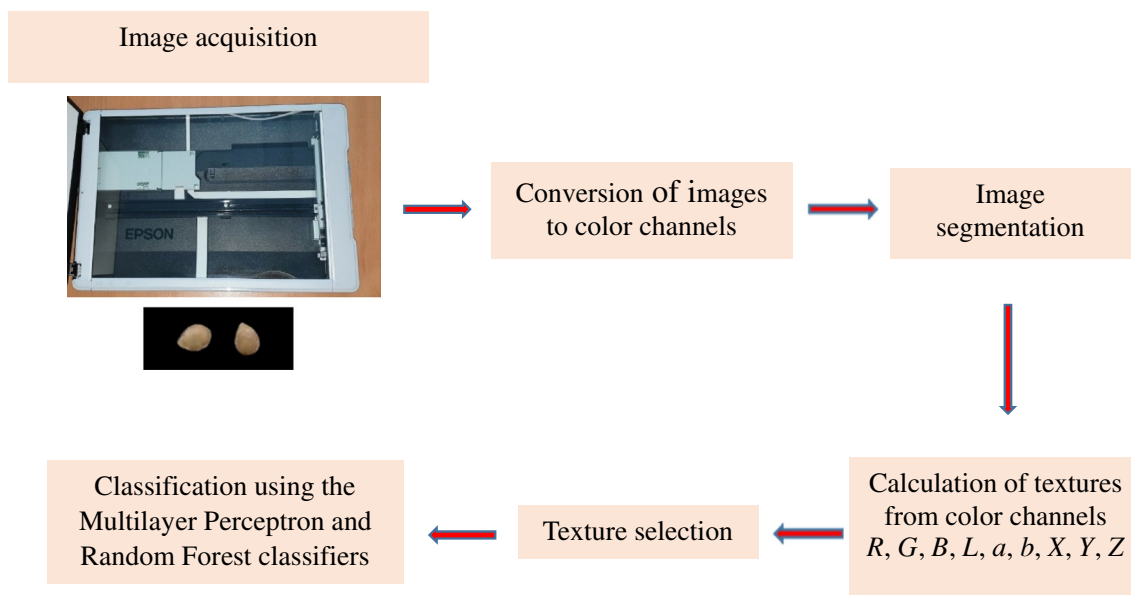 Image acquisition
EPSON
Conversion of images
to color channels
Image
segmentation
Calculation of textures
from color channels
R, G, B, L, a, b, X, Y, Z
Texture selection
Classification using the
Multilayer Perceptron and
Random Forest classifiers